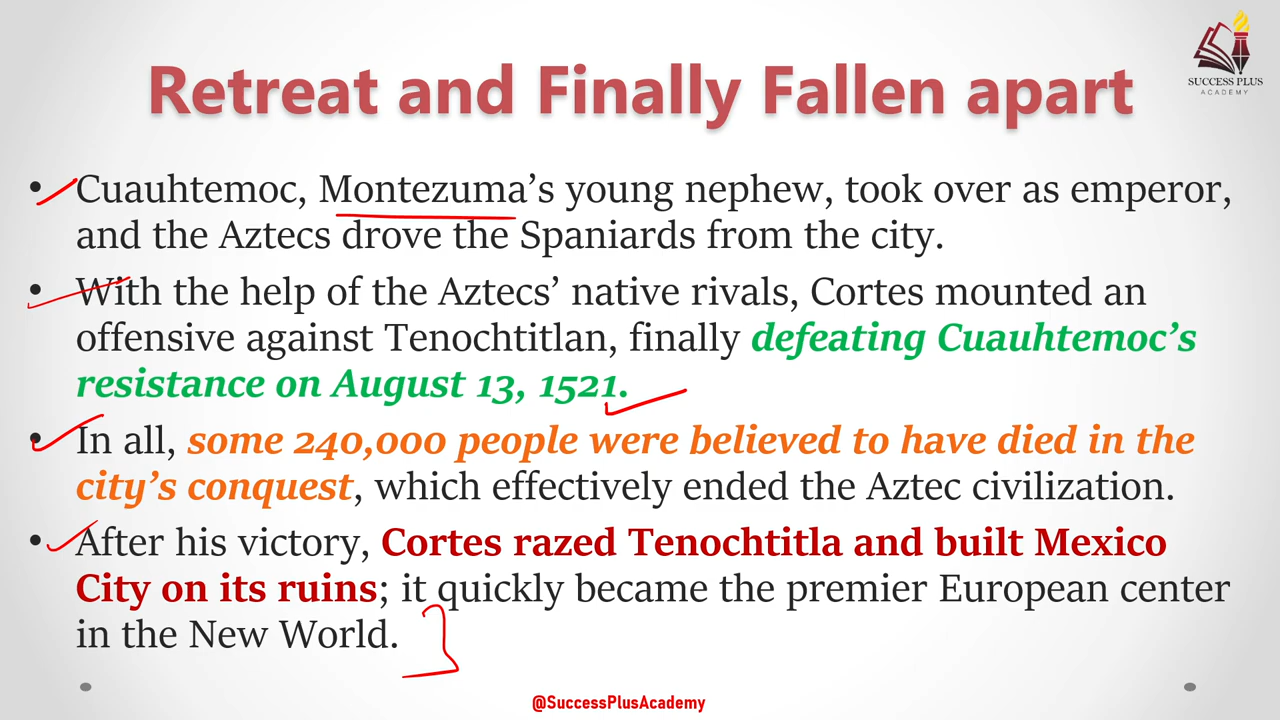 SUCCESS PLUS
ACADEMY
Retreat and Finally Fallen apart
• Cuauhtemoc, Montezuma’s young nephew, took over as emperor,
and the Aztecs drove the Spaniards from the city.
• With the help of the Aztecs’ native rivals, Cortes mounted an
offensive against Tenochtitlan, finally defeating Cuauhtemoc’s
resistance on August 13, 1521.
• In all, some 240,000 people were believed to have died in the
city’s conquest, which effectively ended the Aztec civilization.
• After his victory, Cortes razed Tenochtitla and built Mexico
City on its ruins; it quickly became the premier European center
in the New World.
@SuccessPlusAcademy